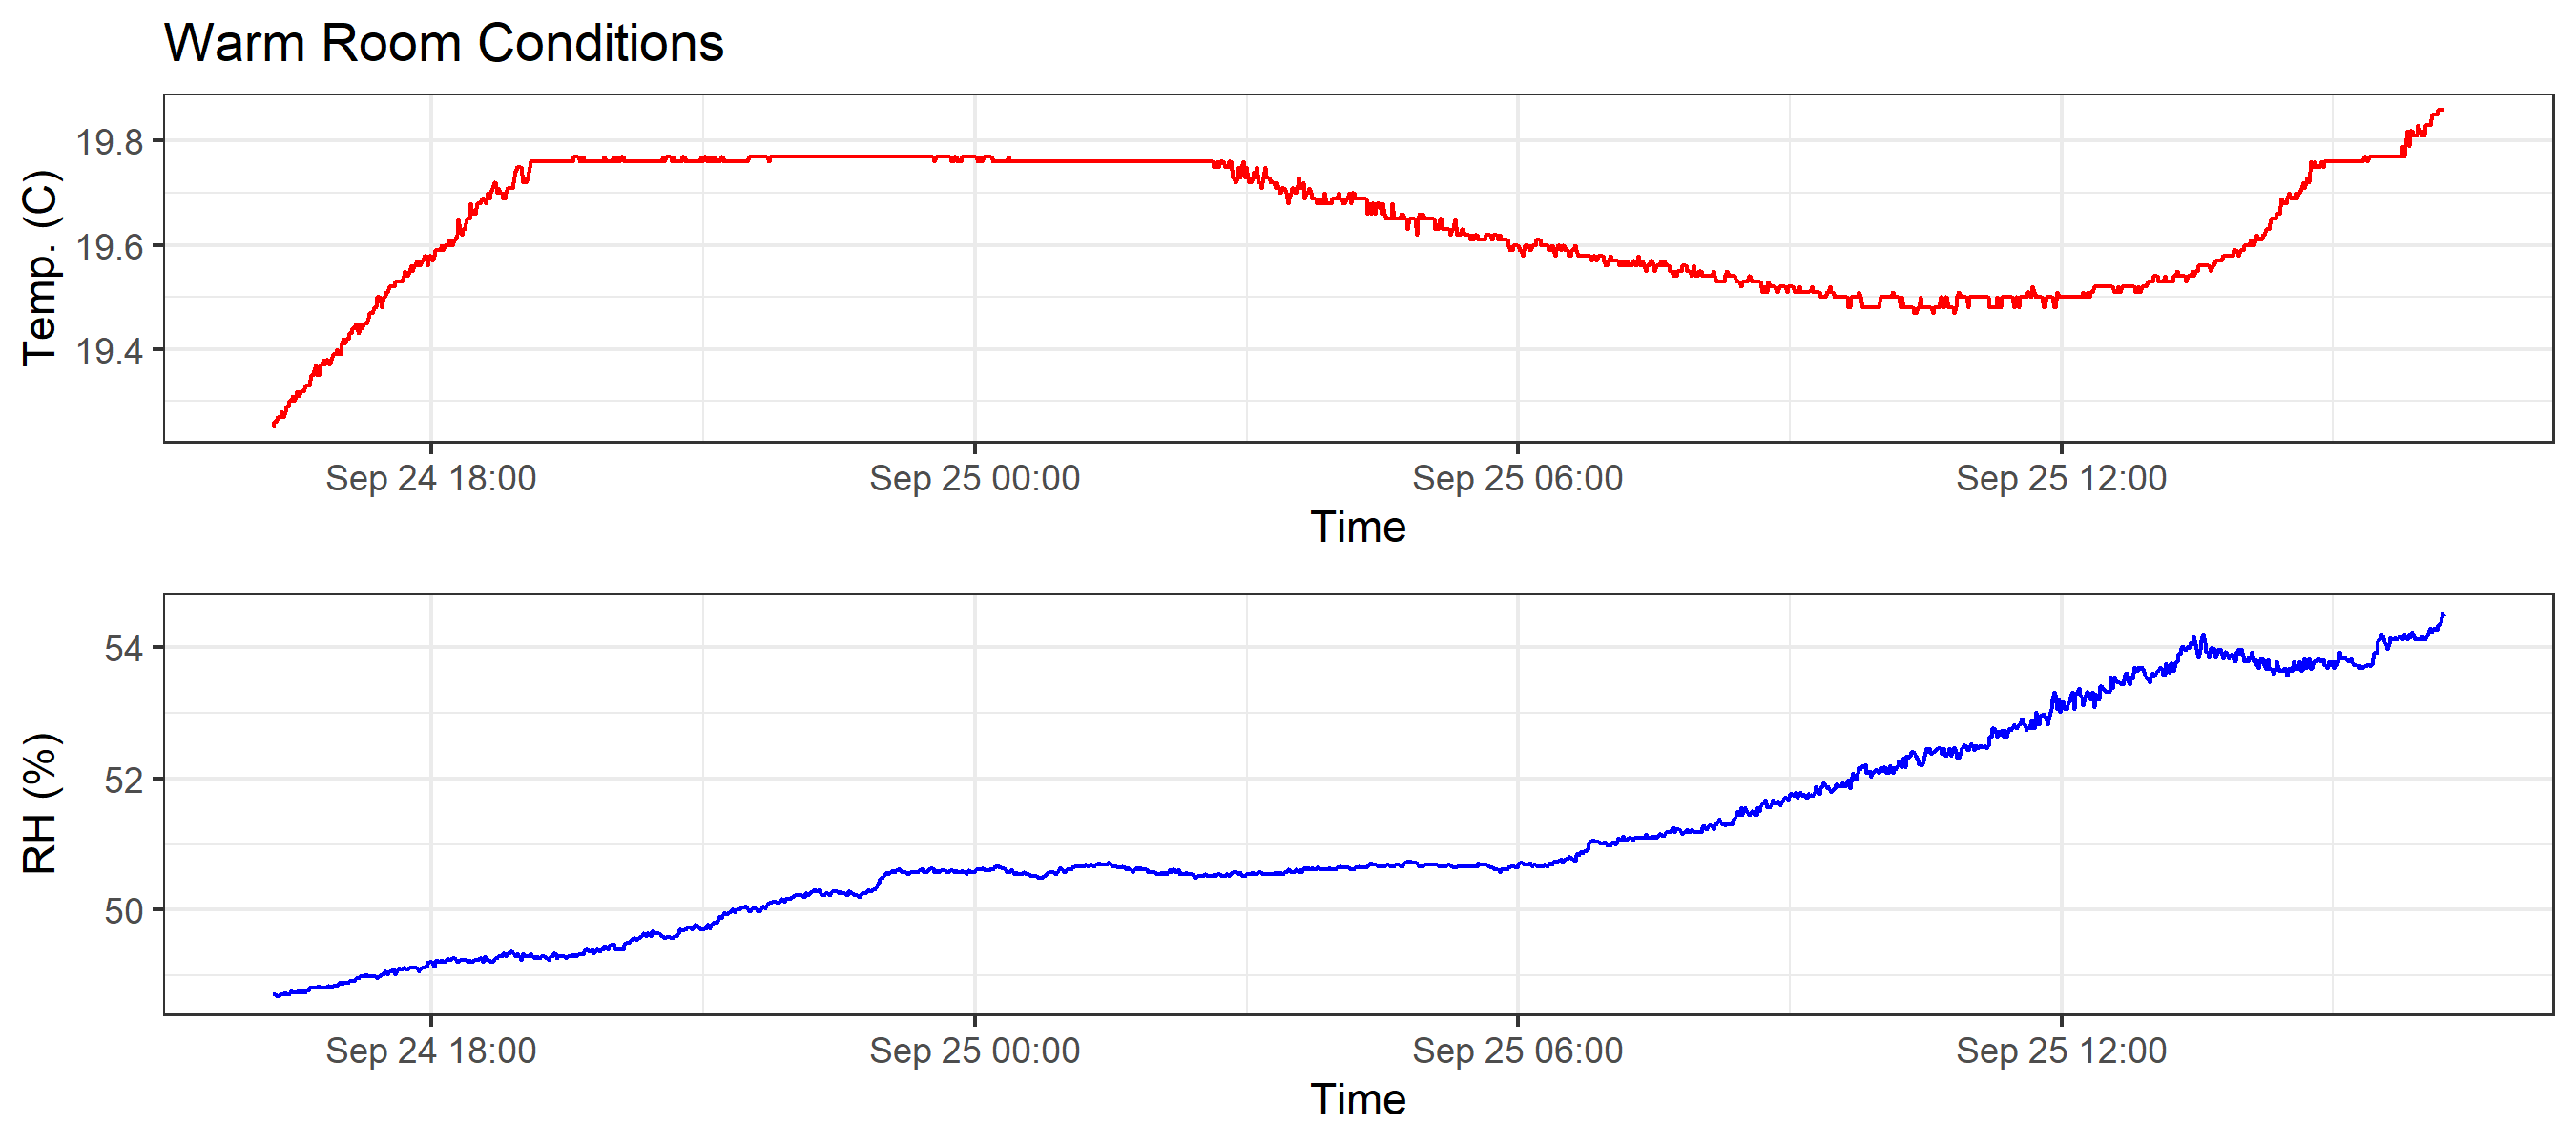 Warm Room Conditions
Temp. (C)
19.8
19.6
19.4
Sep 24 18:00 Sep 25 00:00 Sep 25 06:00 Sep 25 12:00
Time
RH (%)
54
52
50
Sep 24 18:00 Sep 25 00:00 Sep 25 06:00 Sep 25 12:00
Time